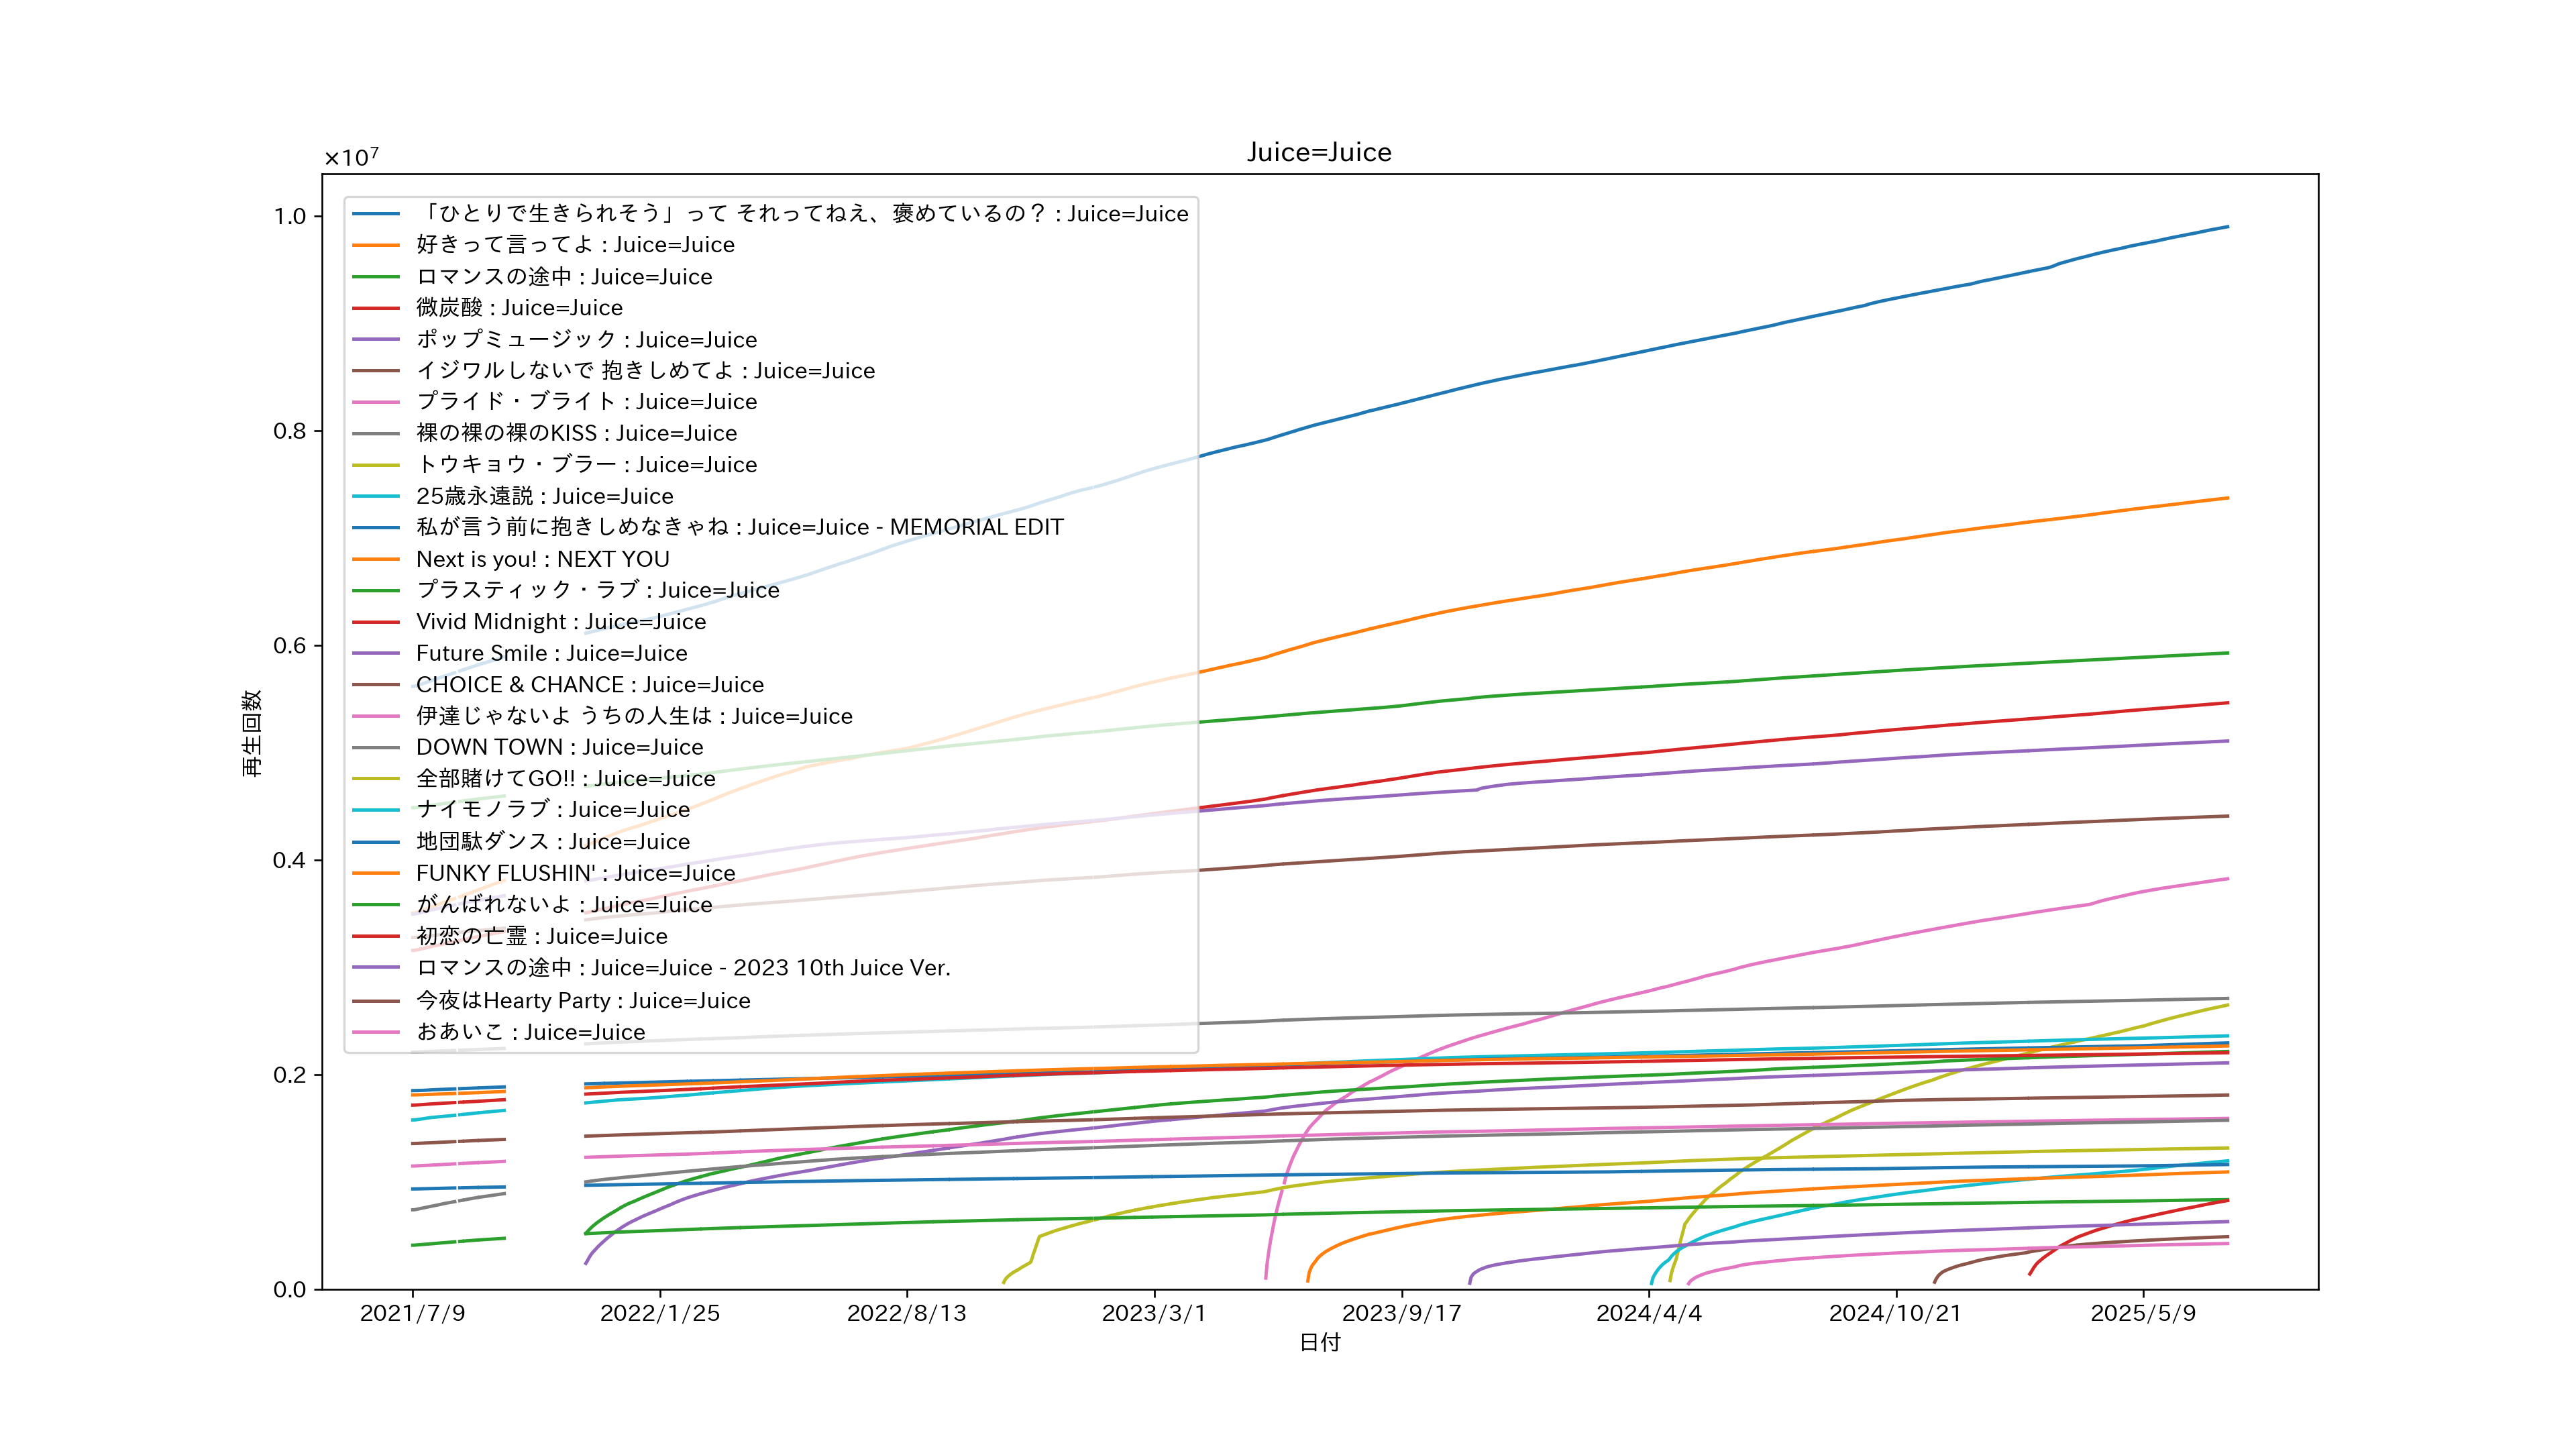 Juice=Juice
×10⁷
1.0
0.8
0.6
0.4
0.2
0.0
再生回数
「ひとりで生きられそう」って それってねえ、褒めているの？ : Juice=Juice
好きって言ってよ : Juice=Juice
ロマンスの途中 : Juice=Juice
微炭酸 : Juice=Juice
ポップミュージック : Juice=Juice
イジワルしないで 抱きしめてよ : Juice=Juice
プライド・ブライト : Juice=Juice
裸の裸の裸のKISS : Juice=Juice
トウキョウ・ブラー : Juice=Juice
25歳永遠説 : Juice=Juice
私が言う前に抱きしめなきゃね : Juice=Juice - MEMORIAL EDIT
Next is you! : NEXT YOU
プラスティック・ラブ : Juice=Juice
Vivid Midnight : Juice=Juice
Future Smile : Juice=Juice
CHOICE & CHANCE : Juice=Juice
伊達じゃないよ うちの人生は : Juice=Juice
DOWN TOWN : Juice=Juice
全部賭けてGO!! : Juice=Juice
ナイモノラブ : Juice=Juice
地団駄ダンス : Juice=Juice
FUNKY FLUSHIN' : Juice=Juice
がんばれないよ : Juice=Juice
初恋の亡霊 : Juice=Juice
ロマンスの途中 : Juice=Juice - 2023 10th Juice Ver.
今夜はHearty Party : Juice=Juice
おあいこ : Juice=Juice
2021/7/9
2022/1/25
2022/8/13
2023/3/1
2023/9/17
2024/4/4
2024/10/21
2025/5/9
日付